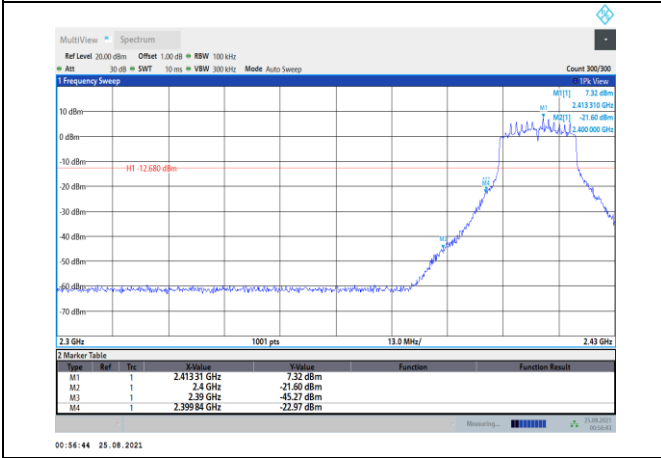 MultiView Spectrum
Ref Level 20.00 dBm Offset 1.00 dB RBW 100 kHz
Att 30 dB SWT 10 ms VBW 300 kHz Mode Auto Sweep Count 300/300
1 Frequency Sweep 1Pk View
M1[1] 7.32 dBm
2.413 310 GHz
M2[1] -21.60 dBm
2.400 000 GHz
M1
10 dBm
0 dBm
-10 dBm
H1 -12.680 dBm
-20 dBm
M4
-30 dBm
-40 dBm
M3
-50 dBm
-60 dBm
-70 dBm
2.3 GHz 1001 pts 13.0 MHz/ 2.43 GHz
2 Marker Table
Type Ref Trc X-Value Y-Value Function Function Result
M1 1 2.413 31 GHz 7.32 dBm
M2 1 2.4 GHz -21.60 dBm
M3 1 2.39 GHz -45.27 dBm
M4 1 2.399 84 GHz -22.97 dBm
Measuring... 25.08.2021
00:56:43
00:56:44 25.08.2021